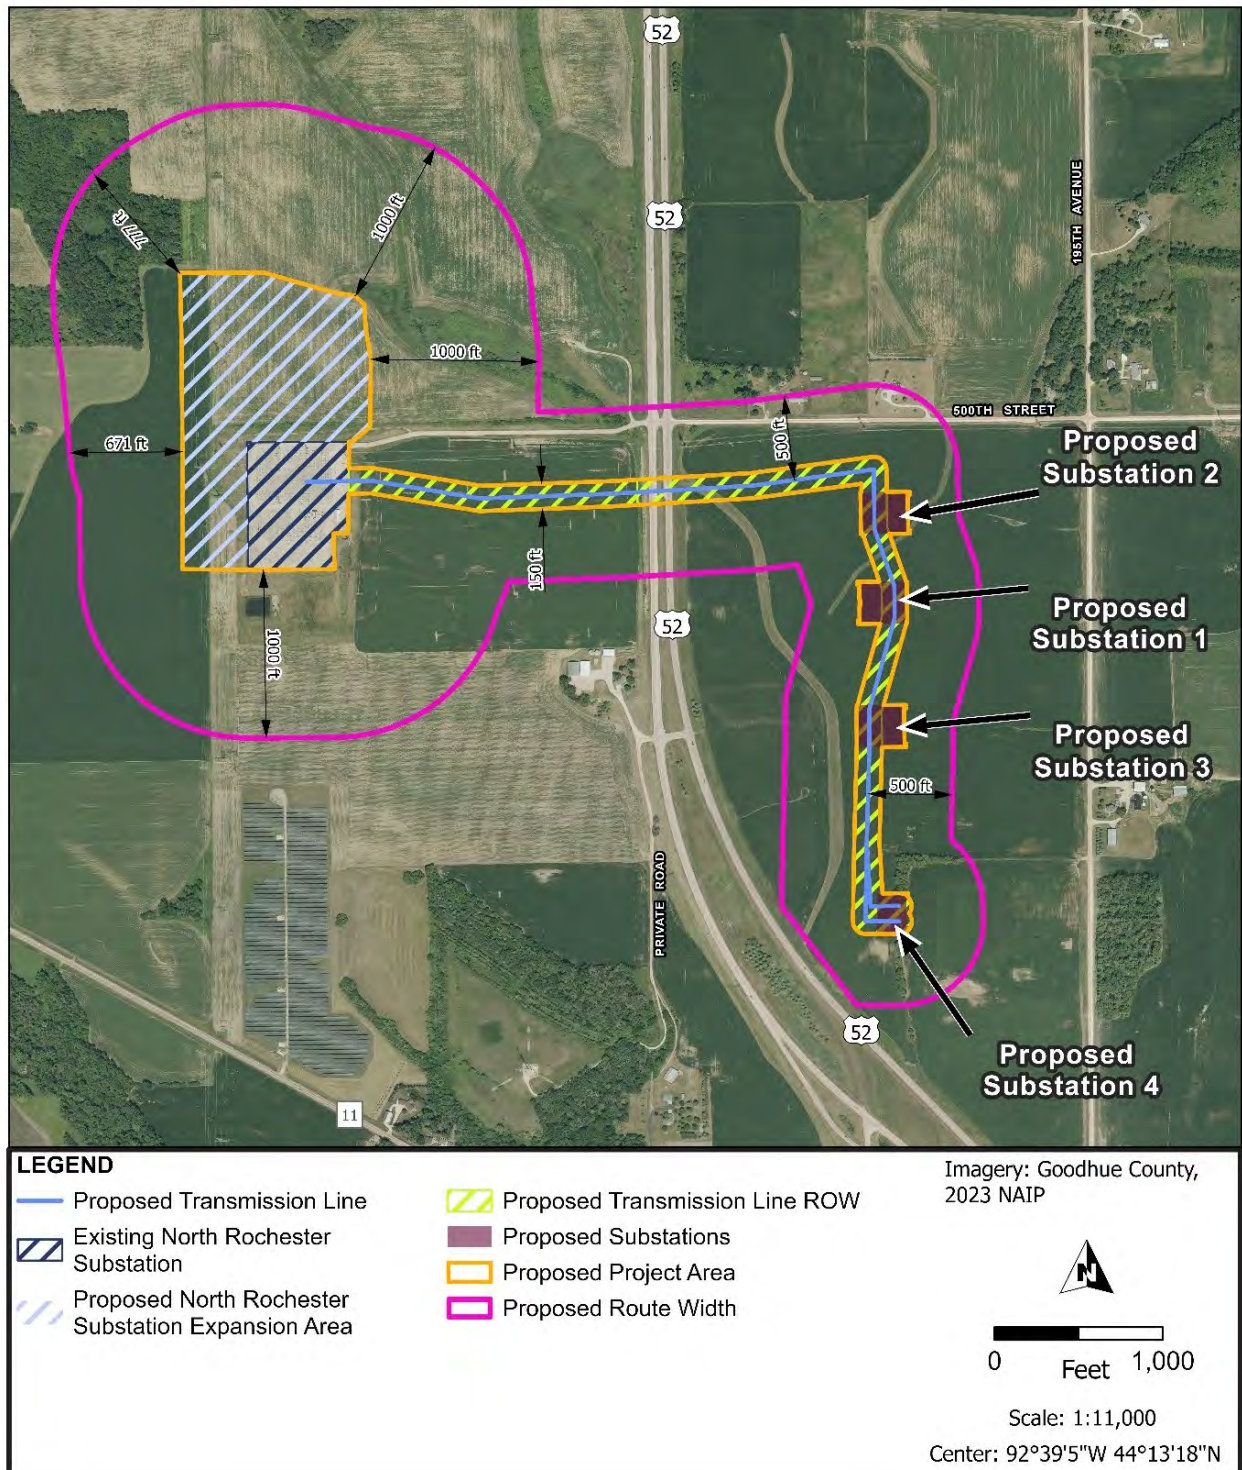 52
52
195TH AVENUE
777 ft
1000 ft
1000 ft
500TH STREET
500 ft
671 ft
150 ft
1000 ft
Proposed
Substation 2
52
Proposed
Substation 1
Proposed
Substation 3
500 ft
PRIVATE ROAD
52
Proposed
Substation 4
11
LEGEND
Proposed Transmission Line
Existing North Rochester
Substation
Proposed North Rochester
Substation Expansion Area
Proposed Transmission Line ROW
Proposed Substations
Proposed Project Area
Proposed Route Width
Imagery: Goodhue County,
2023 NAIP
N
0 Feet 1,000
Scale: 1:11,000
Center: 92°39'5"W 44°13'18"N